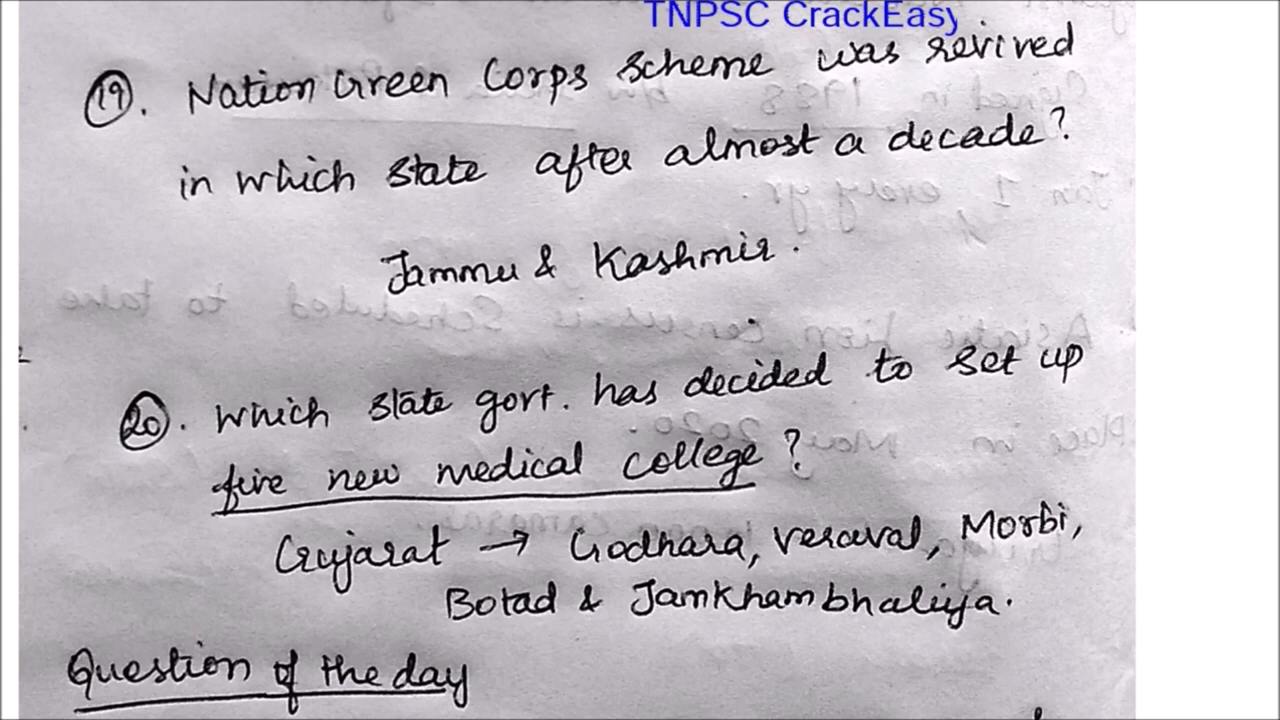 TNPSC CrackEasy
19. Nation Green Corps Scheme was revived
in which state after almost a decade?
Jammu & Kashmir.
20. Which state govt. has decided to set up
five new medical college?
Gujarat → Godhara, Veraval, Morbi,
Botad & Jamkhambhaliya.
Question of the day